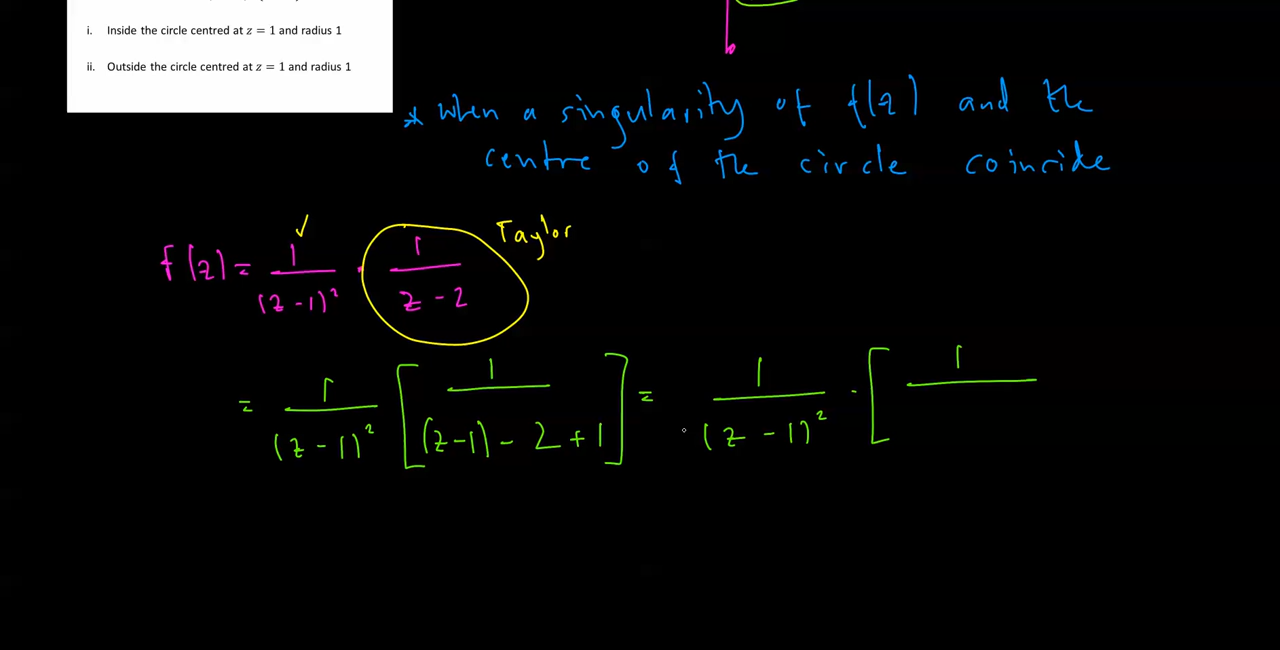 i. Inside the circle centred at z = 1 and radius 1
ii. Outside the circle centred at z = 1 and radius 1
* when a singularity of f(z) and the
centre of the circle coincide
f(z) = 1/(z-1)² · 1/(z-2) ✓ Taylor
= 1/(z-1)² [1/((z-1)-2+1)] = 1/(z-1)² · [1/